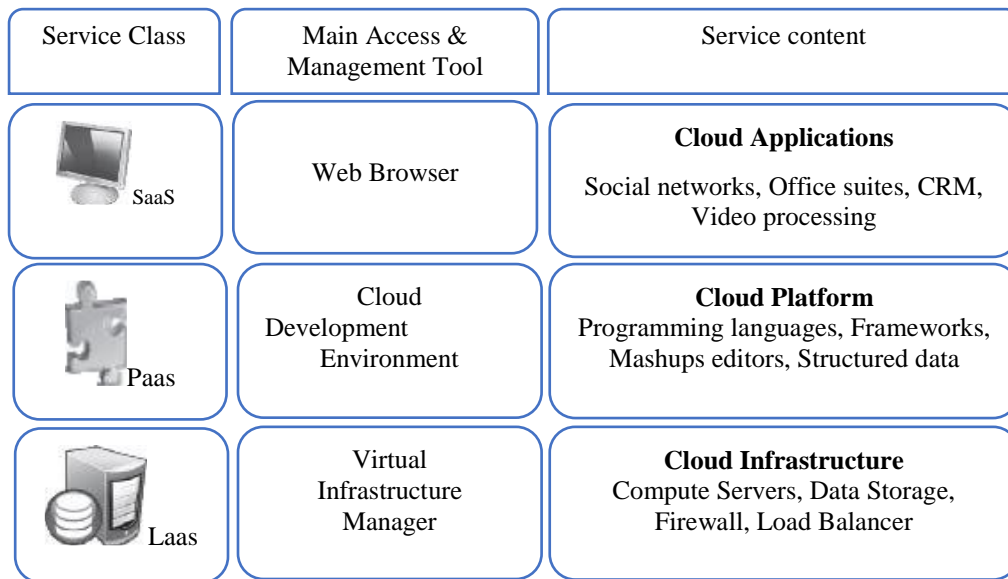 Service Class
Main Access &
Management Tool
Service content
SaaS
Web Browser
Cloud Applications
Social networks, Office suites, CRM,
Video processing
Paas
Cloud
Development
Environment
Cloud Platform
Programming languages, Frameworks,
Mashups editors, Structured data
Laas
Virtual
Infrastructure
Manager
Cloud Infrastructure
Compute Servers, Data Storage,
Firewall, Load Balancer